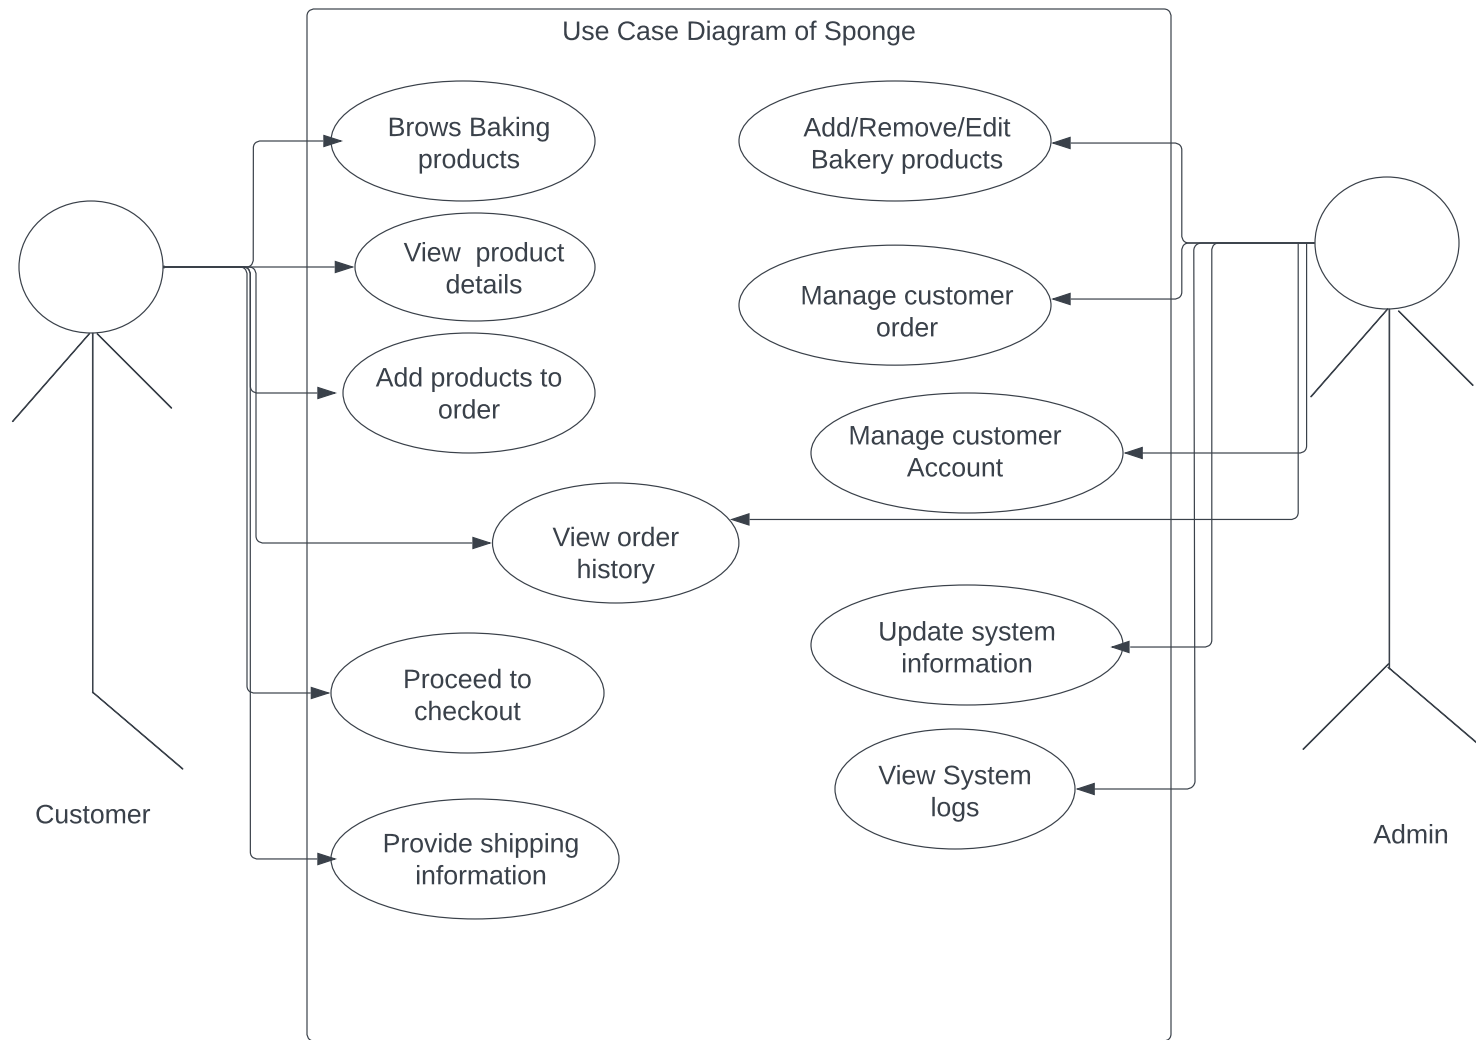 Use Case Diagram of Sponge
Brows Baking
products
Add/Remove/Edit
Bakery products
View  product
details
Manage customer
order
Add products to
order
Manage customer
Account
View order
history
Update system
information
Proceed to
checkout
View System
logs
Provide shipping
information
Customer
Admin